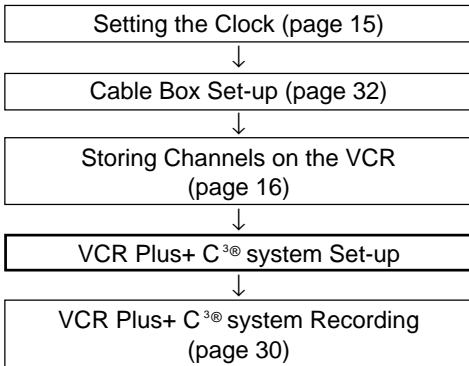 Setting the Clock (page 15)
↓
Cable Box Set-up (page 32)
↓
Storing Channels on the VCR
(page 16)
↓
VCR Plus+ C³® system Set-up
↓
VCR Plus+ C³® system Recording
(page 30)